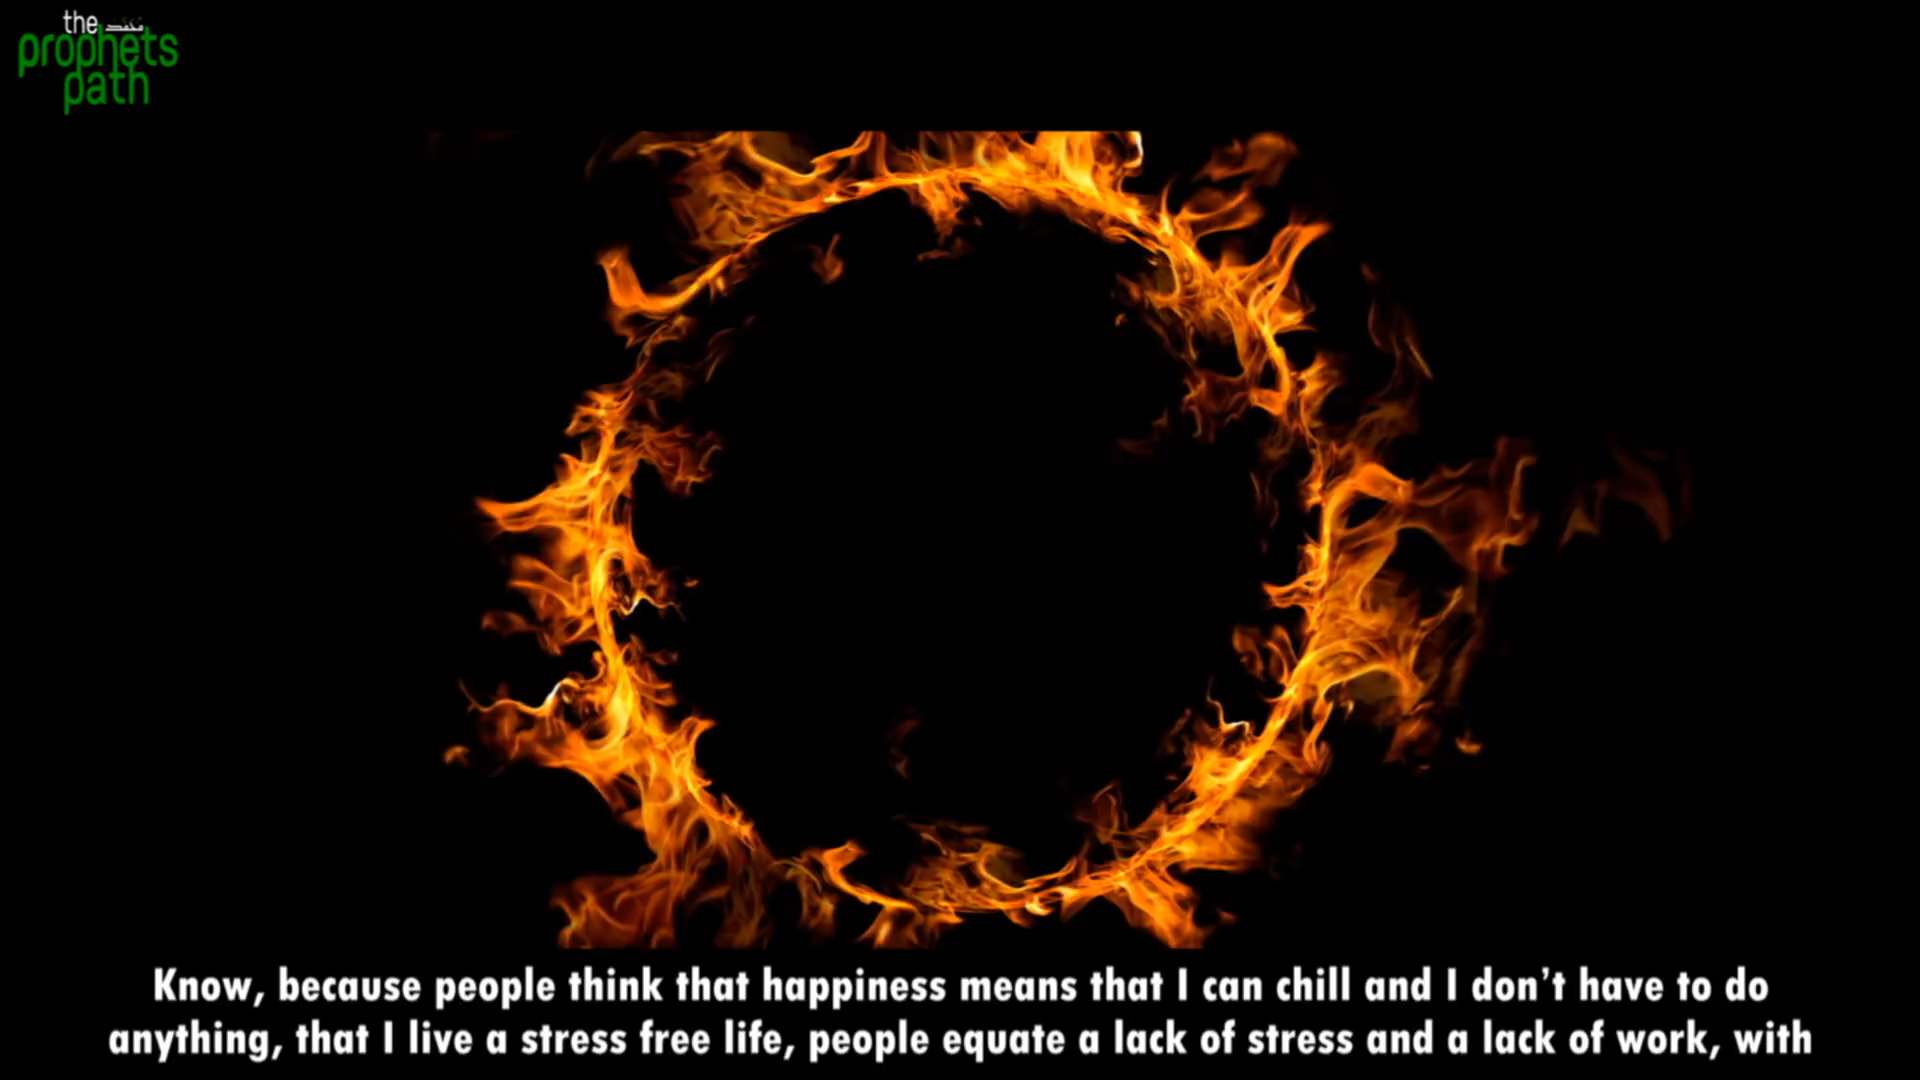 the محمد
prophets
path
Know, because people think that happiness means that I can chill and I don’t have to do
anything, that I live a stress free life, people equate a lack of stress and a lack of work, with